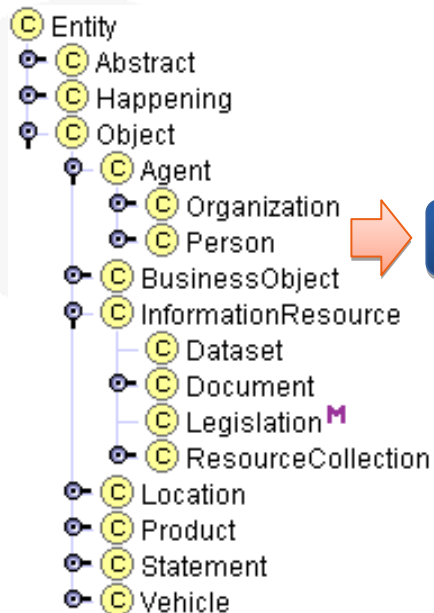 C Entity
C Abstract
C Happening
C Object
C Agent
C Organization
C Person
C BusinessObject
C InformationResource
C Dataset
C Document
C Legislation M
C ResourceCollection
C Location
C Product
C Statement
C Vehicle